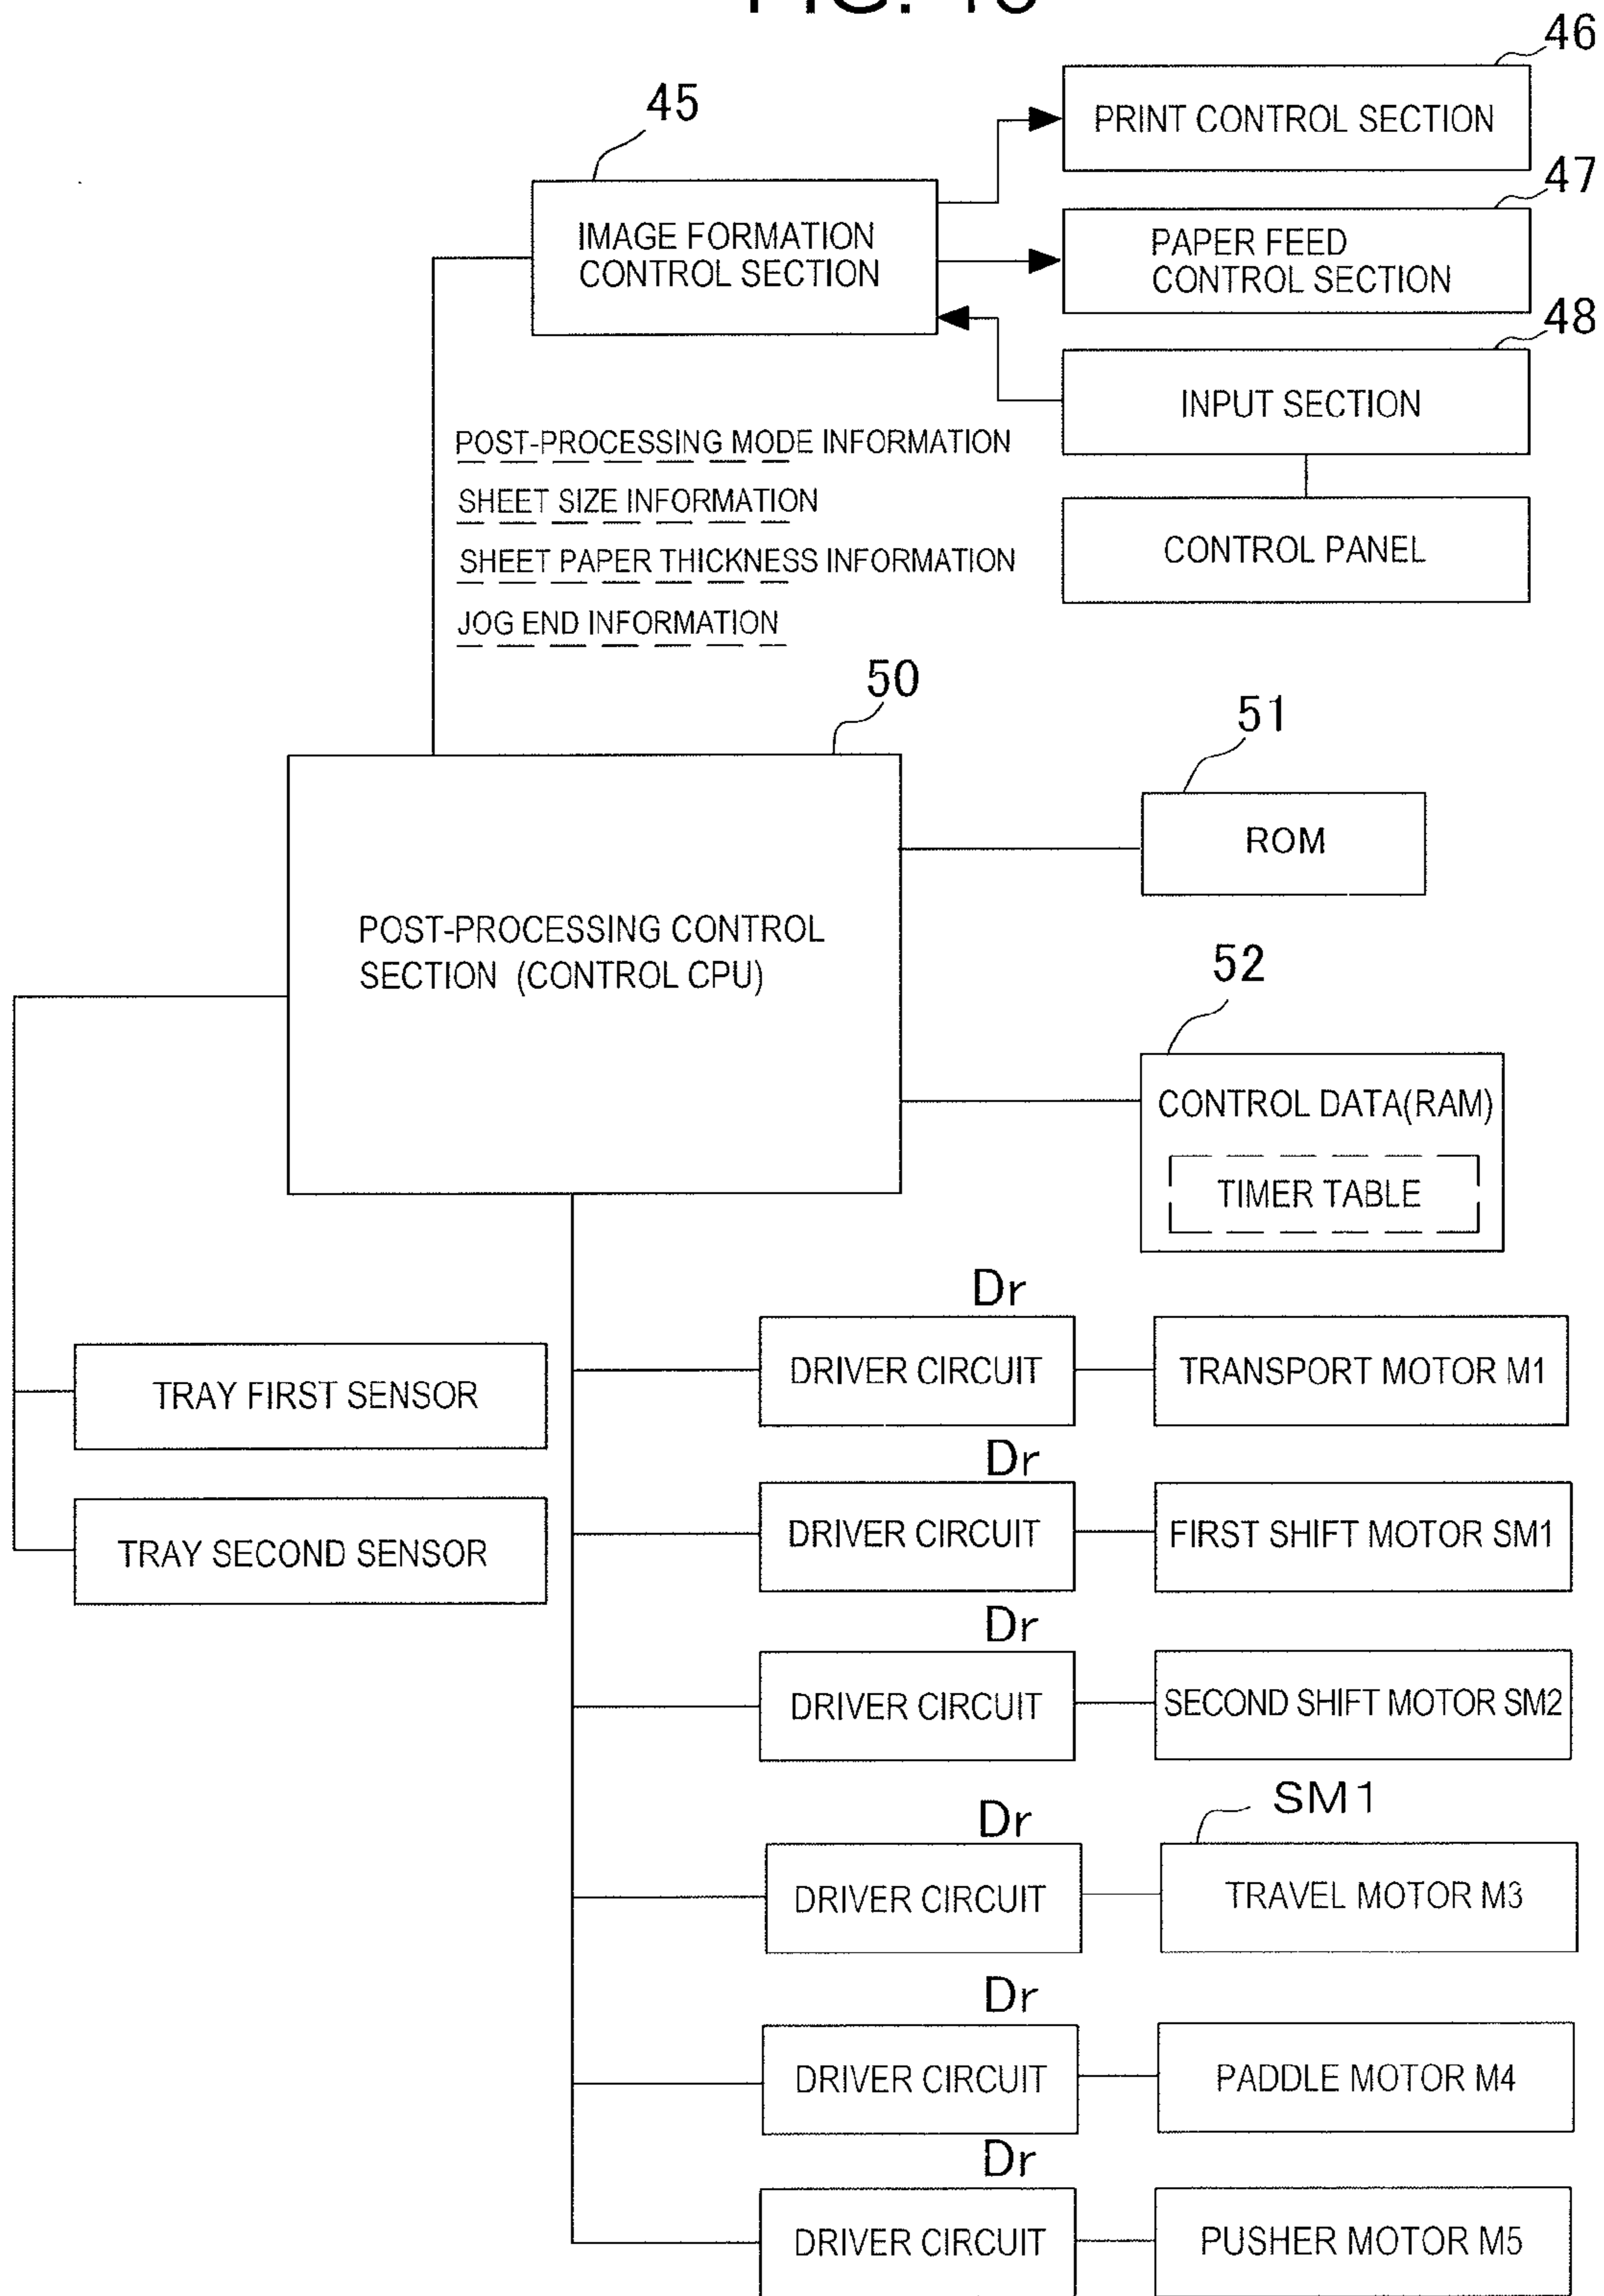 46
PRINT CONTROL SECTION
45
47
IMAGE FORMATION
CONTROL SECTION
PAPER FEED
CONTROL SECTION
48
INPUT SECTION
POST-PROCESSING MODE INFORMATION
SHEET SIZE INFORMATION
SHEET PAPER THICKNESS INFORMATION
JOG END INFORMATION
CONTROL PANEL
50
51
ROM
POST-PROCESSING CONTROL
SECTION (CONTROL CPU)
52
CONTROL DATA(RAM)
TIMER TABLE
TRAY FIRST SENSOR
TRAY SECOND SENSOR
Dr
DRIVER CIRCUIT
TRANSPORT MOTOR M1
Dr
DRIVER CIRCUIT
FIRST SHIFT MOTOR SM1
Dr
DRIVER CIRCUIT
SECOND SHIFT MOTOR SM2
Dr
SM1
DRIVER CIRCUIT
TRAVEL MOTOR M3
Dr
DRIVER CIRCUIT
PADDLE MOTOR M4
Dr
DRIVER CIRCUIT
PUSHER MOTOR M5